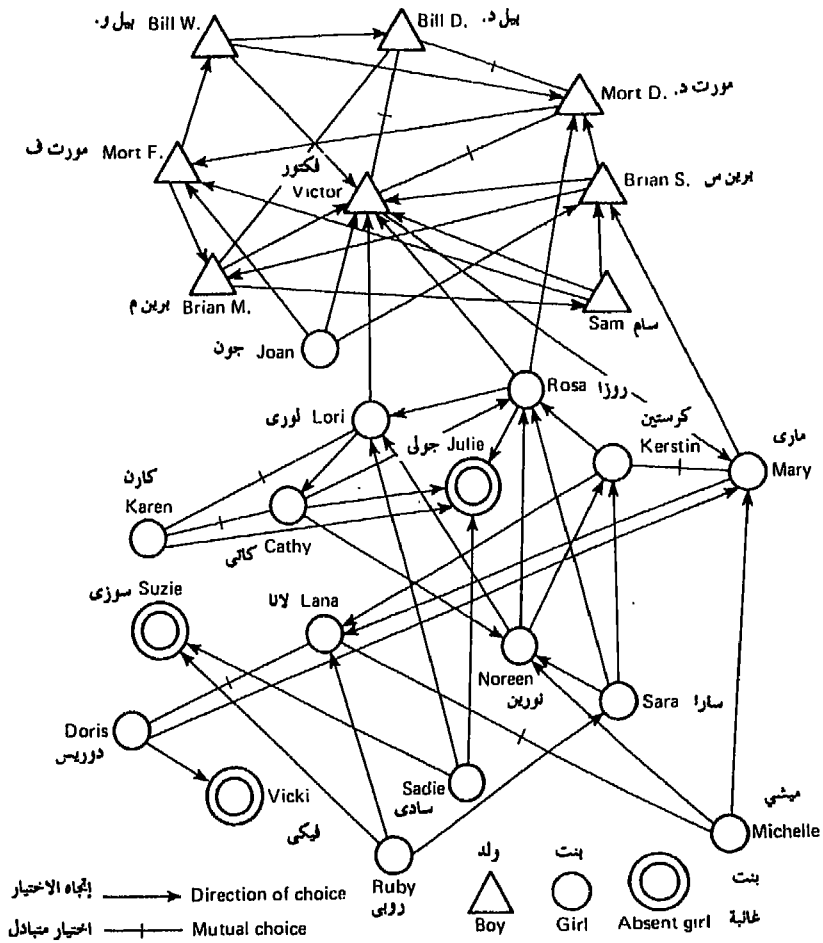 بيل و. Bill W.
Bill D. بيل د.
Mort D. مورت د.
مورت ف Mort F.
فكتور
Victor
Brian S. برين س
برين م Brian M.
Sam سام
جون Joan
Rosa روزا
كرستين
Kerstin
مارى
Mary
لورى Lori
جولى Julie
كارن
Karen
كاتى Cathy
سوزى Suzie
لانا Lana
Noreen
نورين
Sara سارا
Doris
دوريس
Vicki
فيكى
Sadie
سادى
ميشي
Michelle
Ruby
روبى
إتجاه الاختيار Direction of choice
اختيار متبادل Mutual choice
ولد
Boy
بنت
Girl
بنت
غائبة
Absent girl